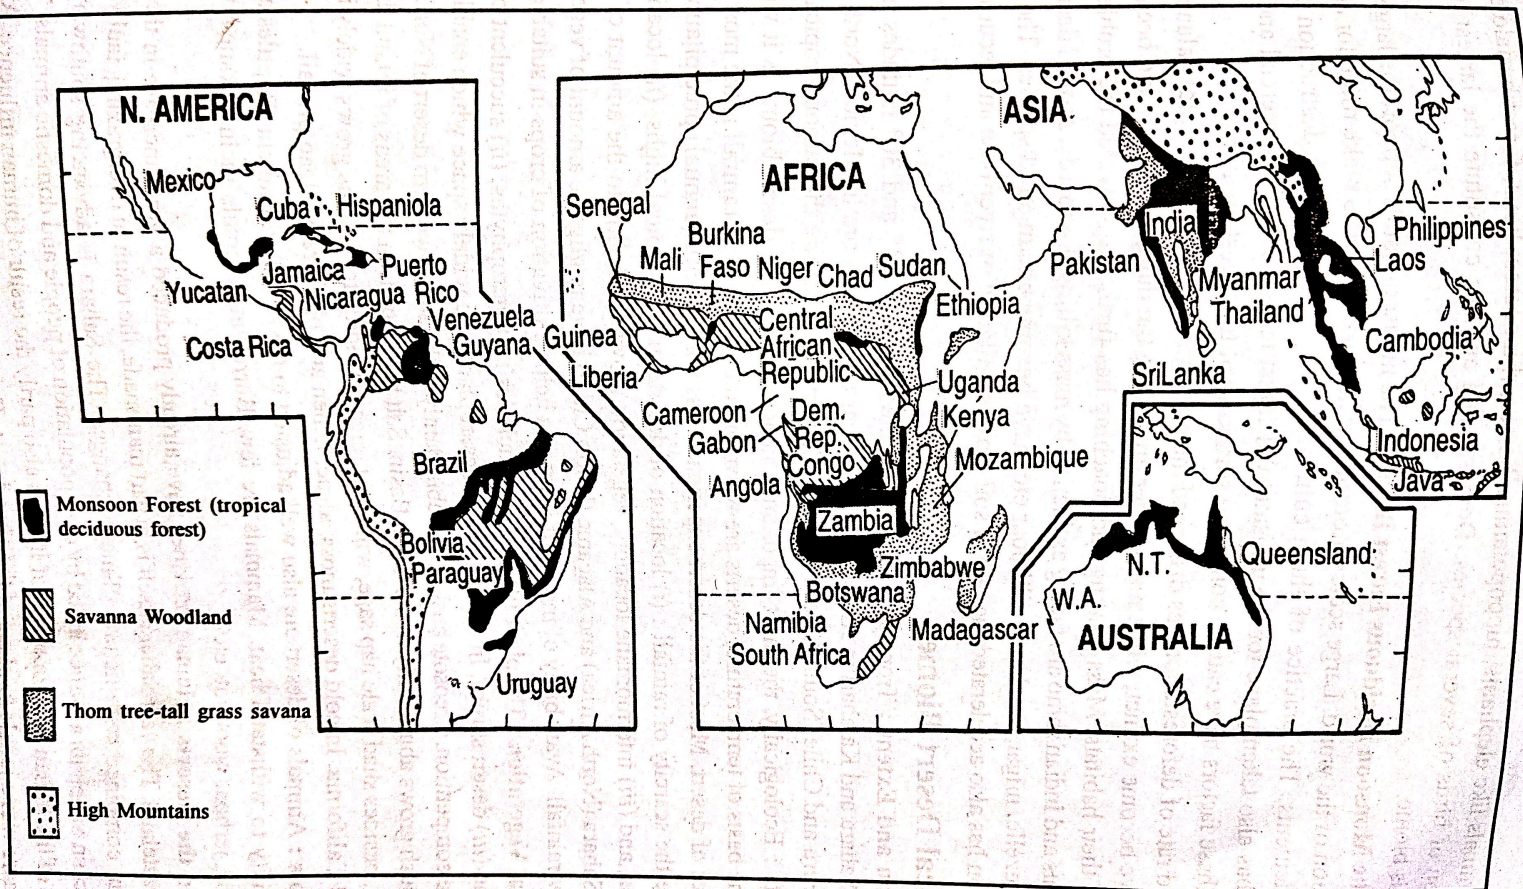 N. AMERICA
Mexico
Cuba
Hispaniola
Jamaica
Puerto
Rico
Yucatan
Nicaragua
Venezuela
Guyana
Costa Rica
Brazil
Bolivia
Paraguay
Uruguay
AFRICA
Senegal
Burkina
Faso
Mali
Niger
Chad
Sudan
Ethiopia
Guinea
Central
African
Republic
Liberia
Uganda
Cameroon
Kenya
Gabon
Dem.
Rep.
Congo
Mozambique
Angola
Zambia
Zimbabwe
Botswana
Namibia
Madagascar
South Africa
ASIA
India
Philippines
Pakistan
Laos
Myanmar
Thailand
Cambodia
SriLanka
Indonesia
Java
N.T.
Queensland
W.A.
AUSTRALIA
Monsoon Forest (tropical
deciduous forest)
Savanna Woodland
Thom tree-tall grass savana
High Mountains